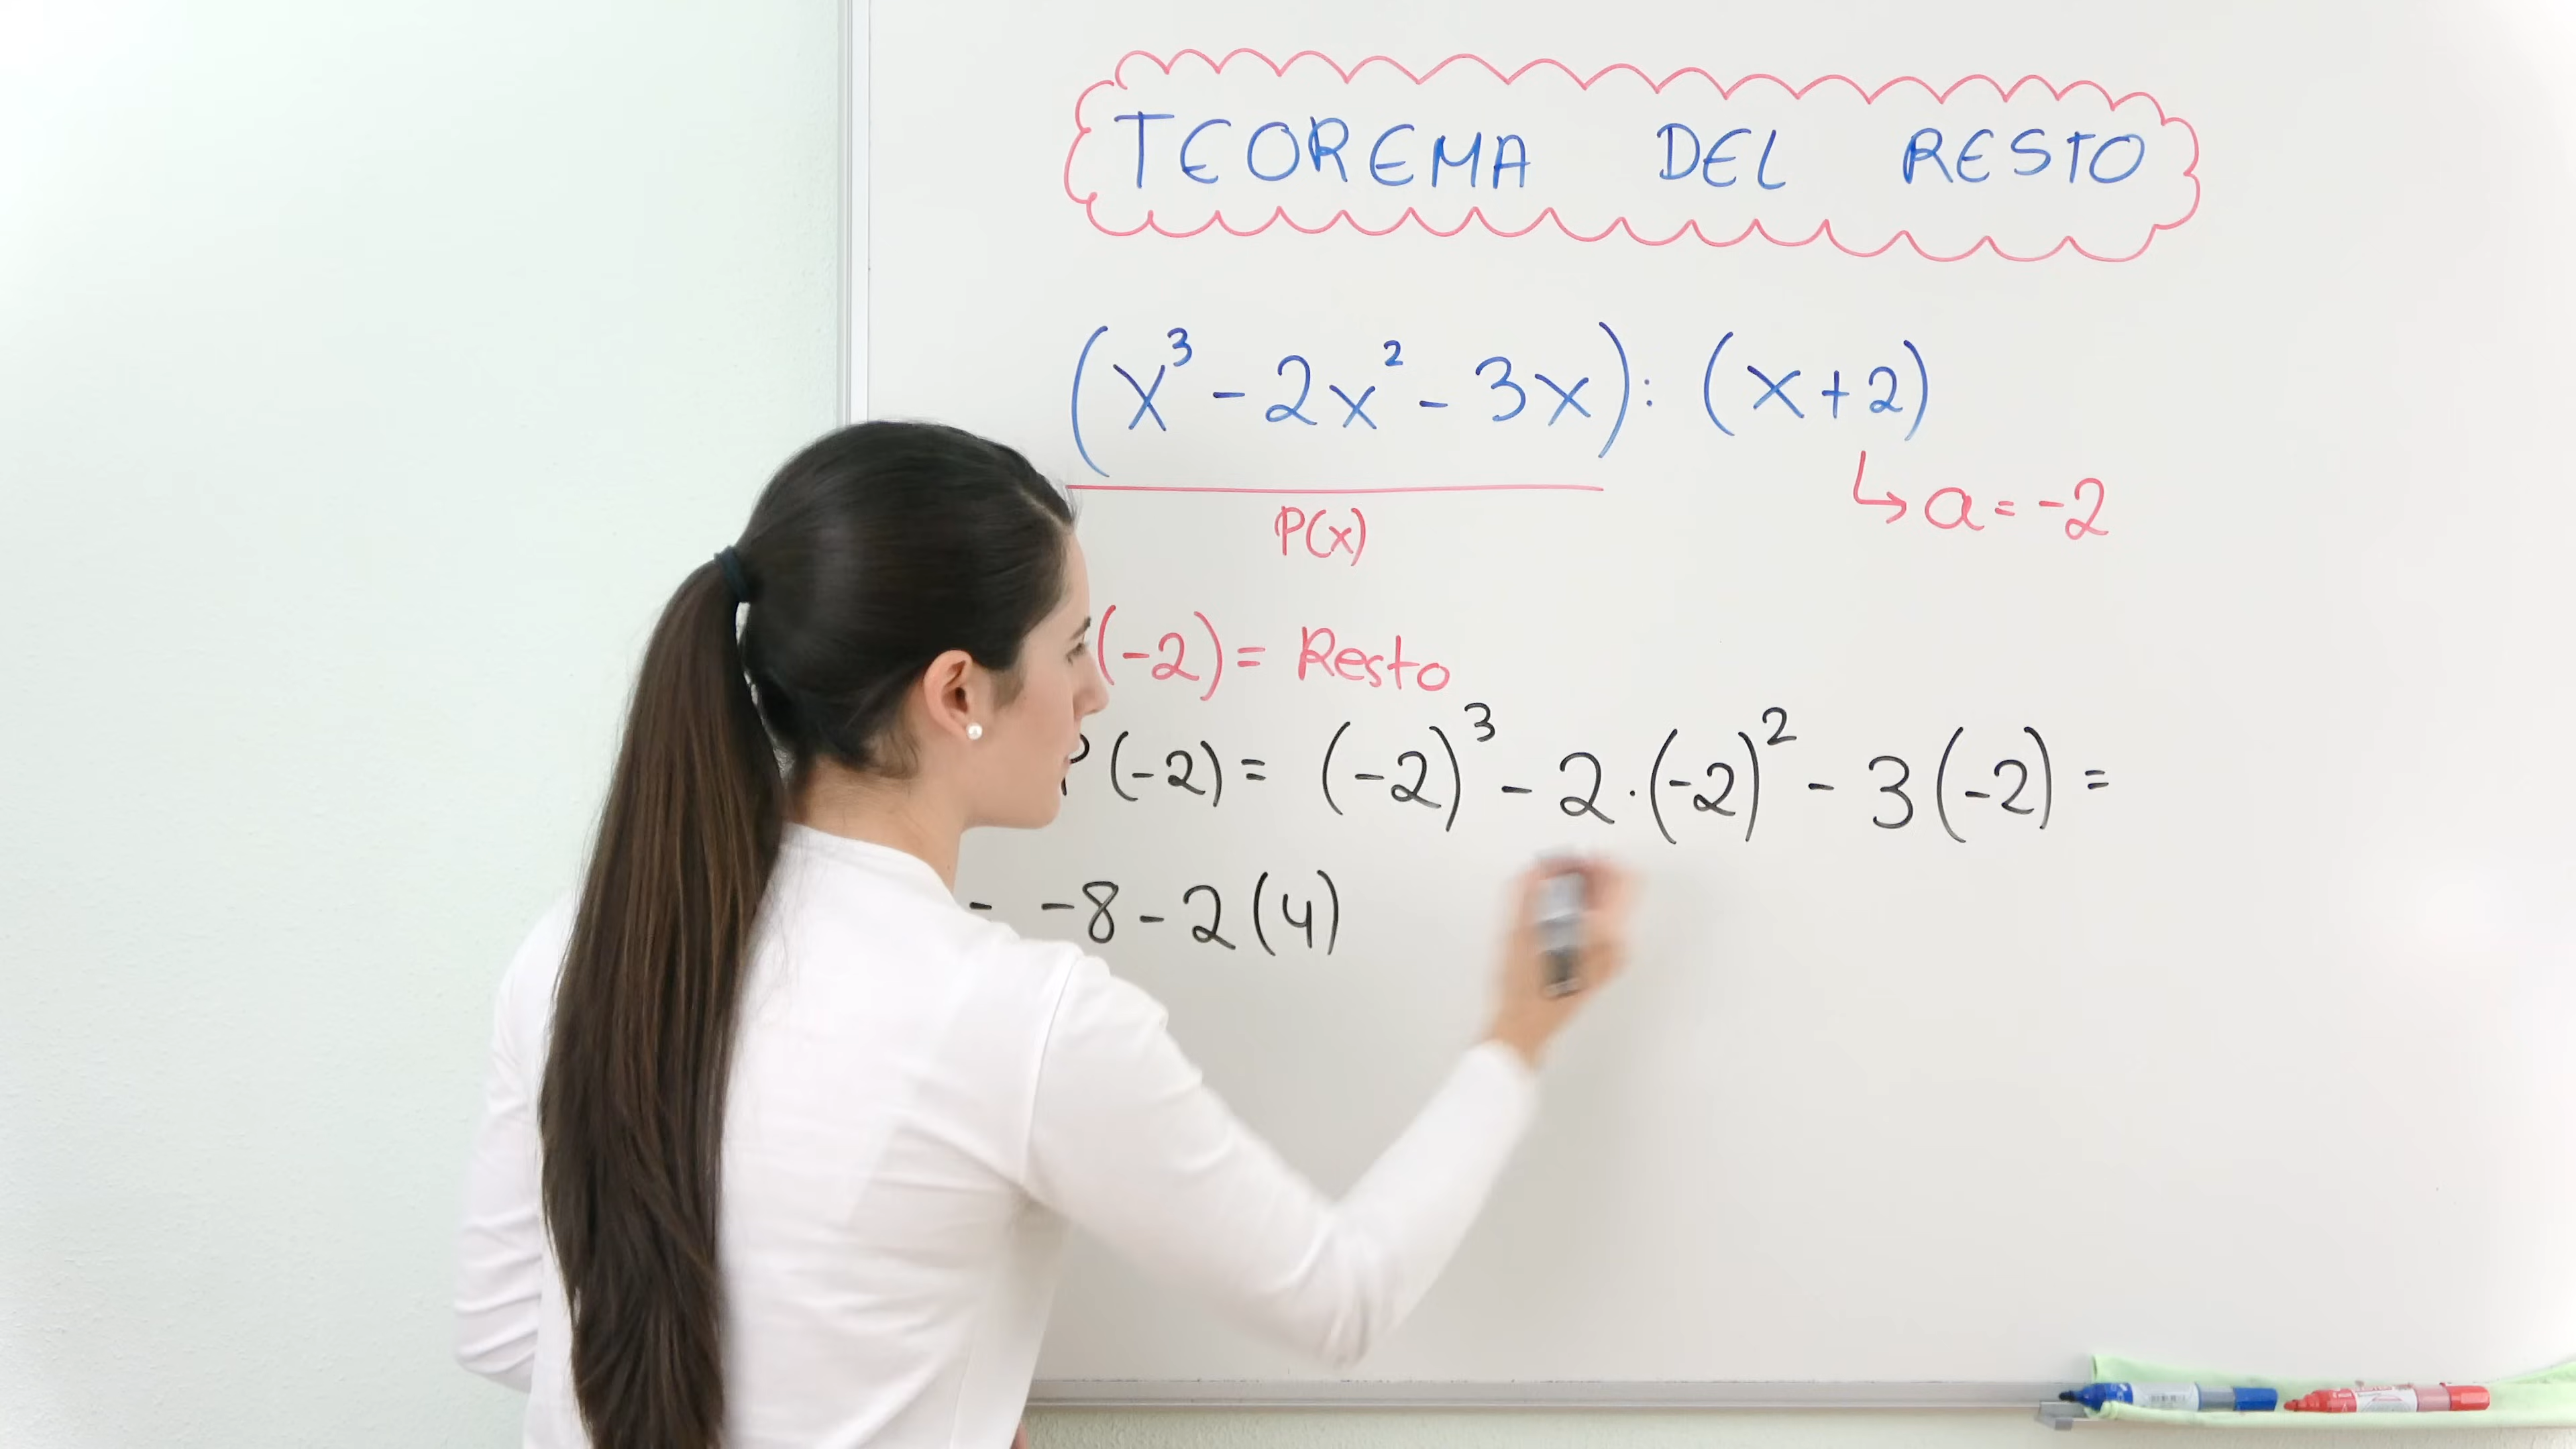 TEOREMA DEL RESTO
(x³ - 2x² - 3x) : (x+2)
↳ a = -2
P(x)
(-2) = Resto
P(-2) = (-2)³ - 2·(-2)² - 3(-2) =
- -8 - 2(4)